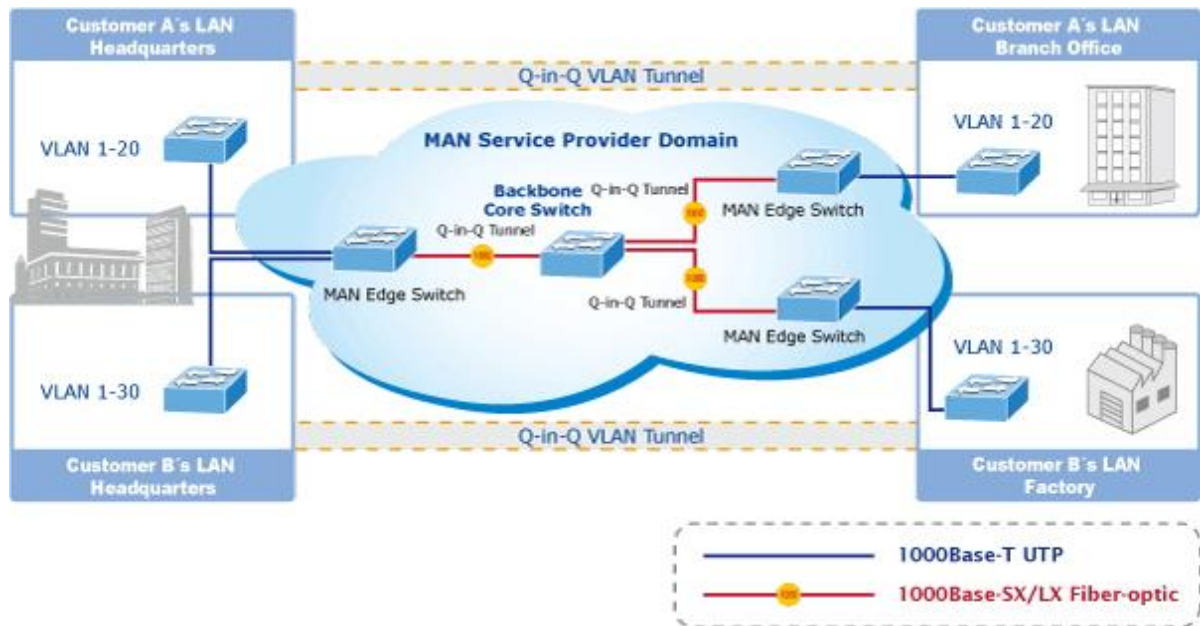 Customer A´s LAN
Headquarters
Customer A´s LAN
Branch Office
Q-in-Q VLAN Tunnel
VLAN 1-20
MAN Service Provider Domain
VLAN 1-20
Backbone
Core Switch
Q-in-Q Tunnel
MAN Edge Switch
Q-in-Q Tunnel
MAN Edge Switch
Q-in-Q Tunnel
MAN Edge Switch
VLAN 1-30
VLAN 1-30
Q-in-Q VLAN Tunnel
Customer B´s LAN
Headquarters
Customer B´s LAN
Factory
1000Base-T UTP
1000Base-SX/LX Fiber-optic